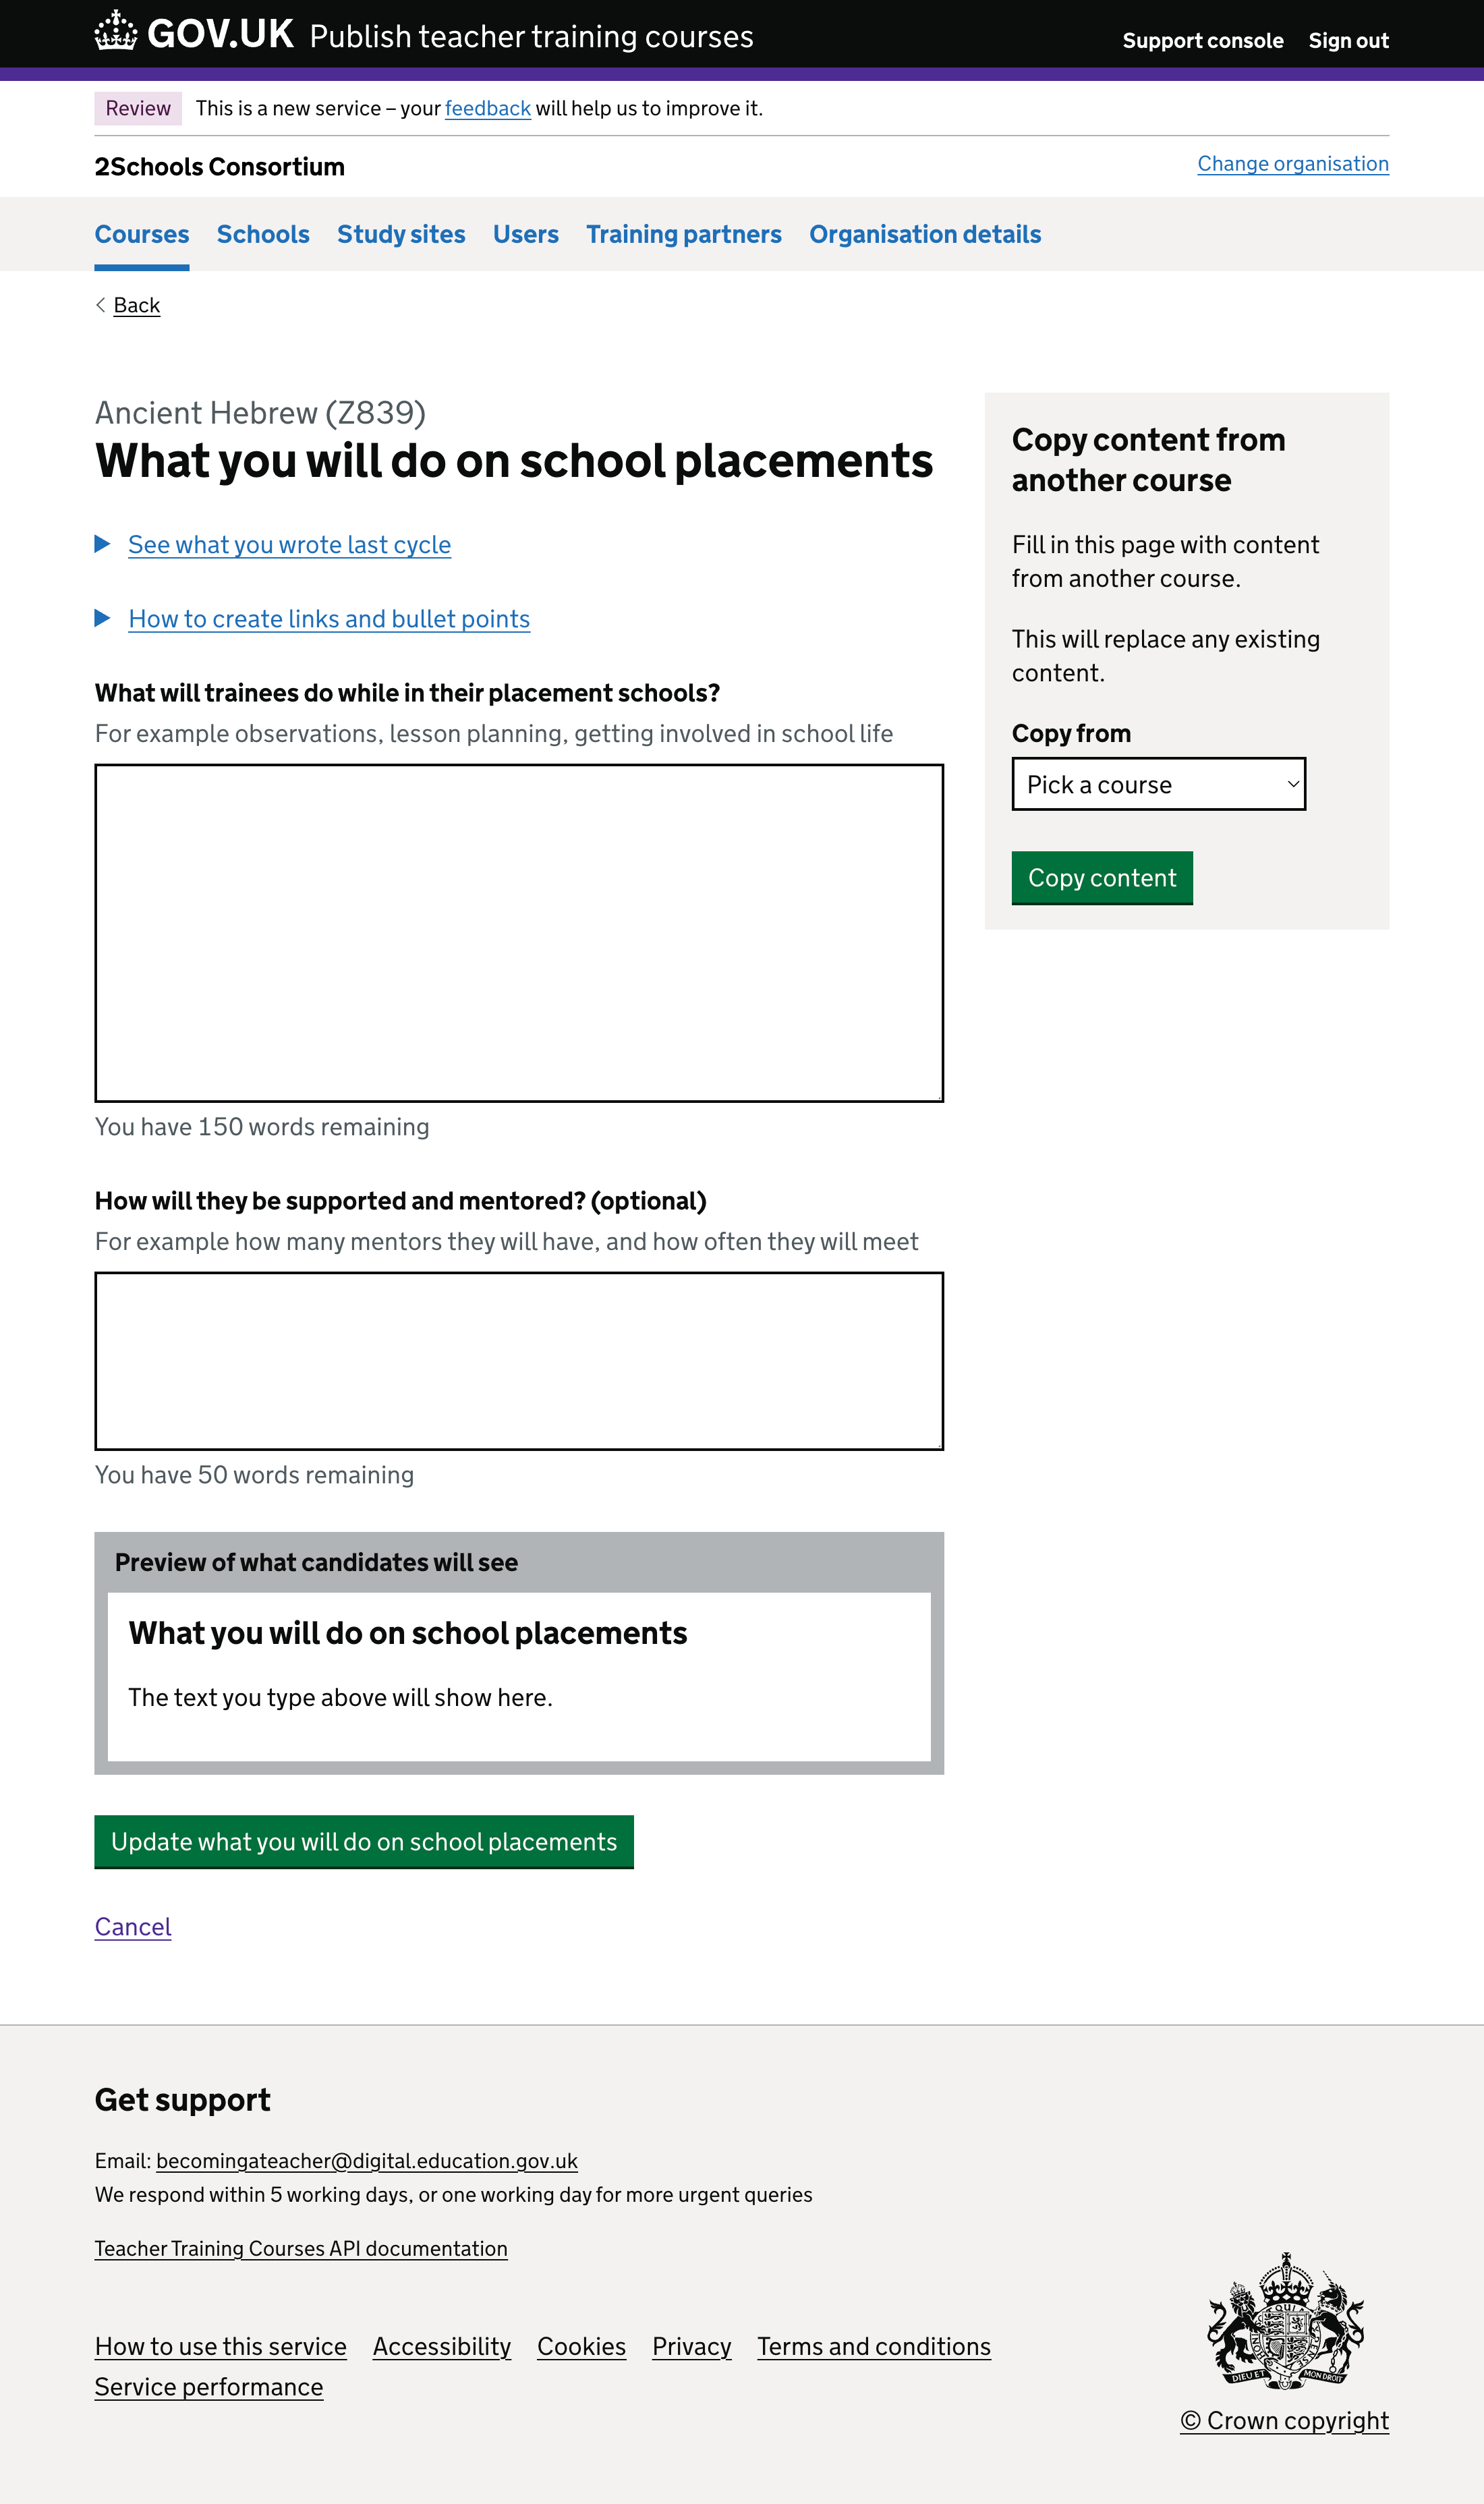 GOV.UK Publish teacher training courses
Support console Sign out
Review This is a new service – your feedback will help us to improve it.
2Schools Consortium
Change organisation
Courses Schools Study sites Users Training partners Organisation details
Back
Ancient Hebrew (Z839)
What you will do on school placements
See what you wrote last cycle
How to create links and bullet points
What will trainees do while in their placement schools?
For example observations, lesson planning, getting involved in school life
You have 150 words remaining
How will they be supported and mentored? (optional)
For example how many mentors they will have, and how often they will meet
You have 50 words remaining
Preview of what candidates will see
What you will do on school placements
The text you type above will show here.
Update what you will do on school placements
Cancel
Copy content from
another course
Fill in this page with content
from another course.
This will replace any existing
content.
Copy from
Pick a course
Copy content
Get support
Email: becomingateacher@digital.education.gov.uk
We respond within 5 working days, or one working day for more urgent queries
Teacher Training Courses API documentation
How to use this service Accessibility Cookies Privacy Terms and conditions
Service performance
DIEU ET MON DROIT
© Crown copyright